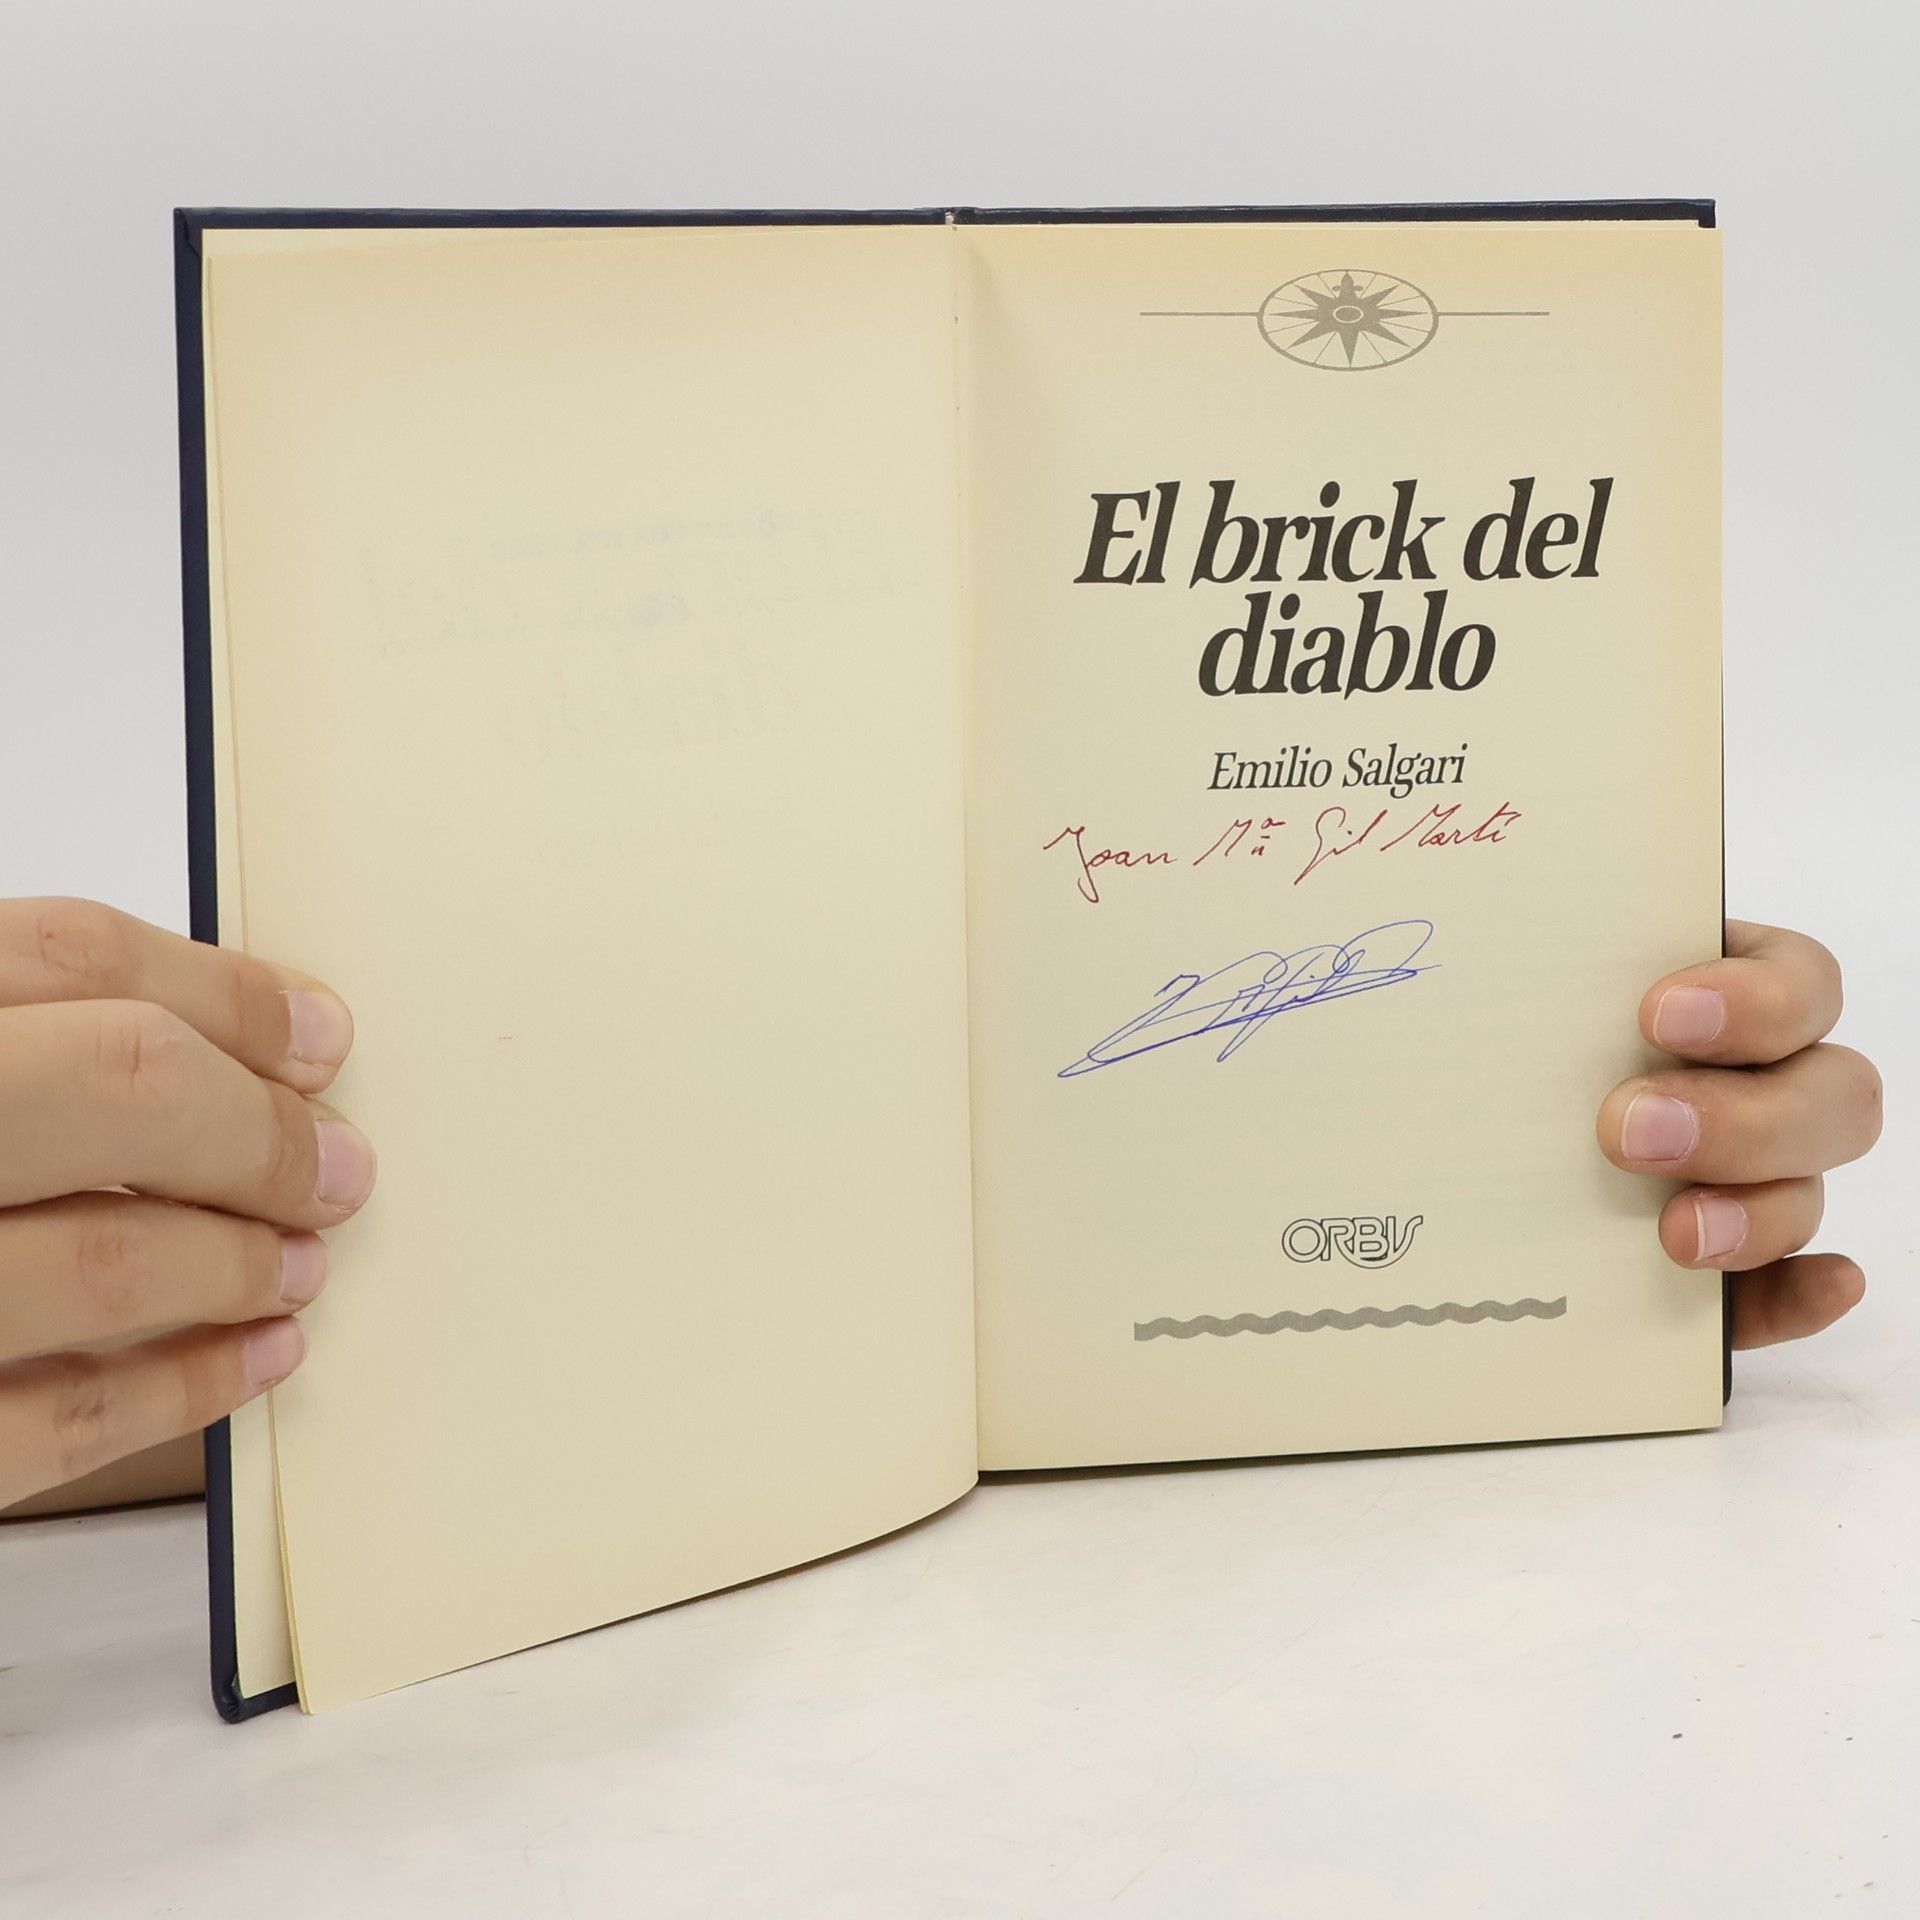 El brick del
diablo
Emilio Salgari
Joan Mª Gil Martí
ORBIS